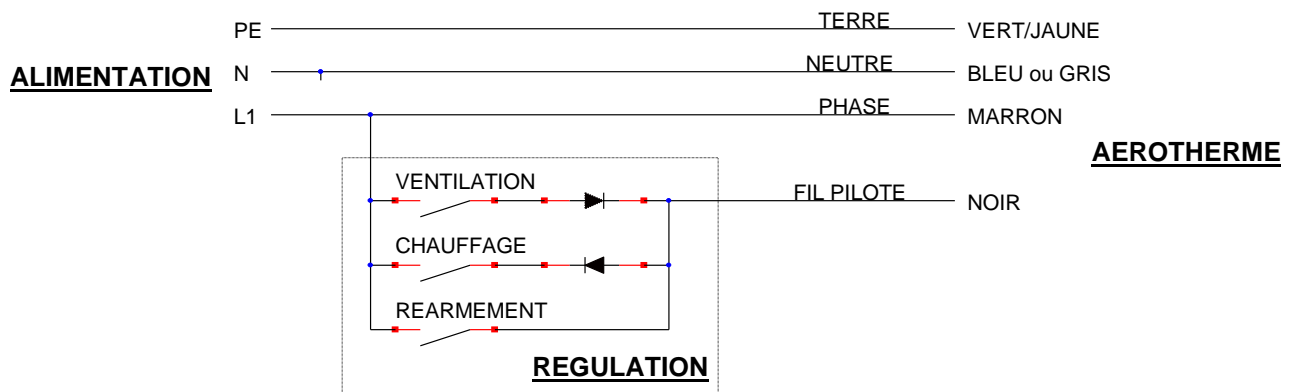 PE TERRE VERT/JAUNE
ALIMENTATION N NEUTRE BLEU ou GRIS
L1 PHASE MARRON
AEROTHERME
VENTILATION FIL PILOTE NOIR
CHAUFFAGE
REARMEMENT
REGULATION